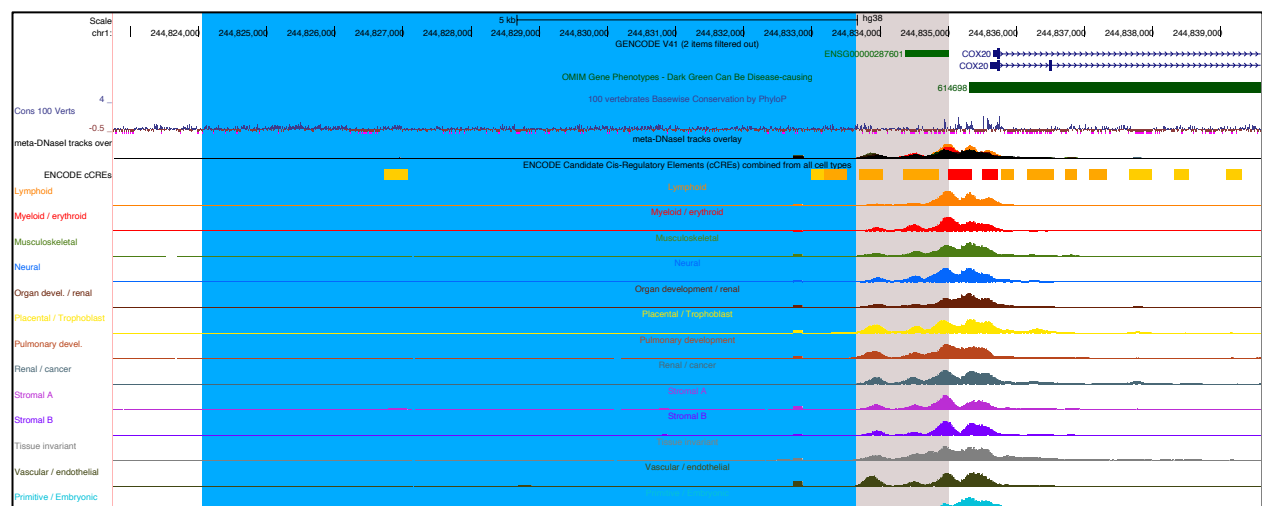 Scale 5 kb hg38
chr1: 244,824,000 244,825,000 244,826,000 244,827,000 244,828,000 244,829,000 244,830,000 244,831,000 244,832,000 244,833,000 244,834,000 244,835,000 244,836,000 244,837,000 244,838,000 244,839,000
GENCODE V41 (2 items filtered out)
ENSG00000287601 COX20
COX20
OMIM Gene Phenotypes - Dark Green Can Be Disease-causing
614698
4 100 vertebrates Basewise Conservation by PhyloP
Cons 100 Verts
-0.5
meta-DNaseI tracks over meta-DNaseI tracks overlay
ENCODE Candidate Cis-Regulatory Elements (cCREs) combined from all cell types
ENCODE cCREs
Lymphoid Lymphoid
Myeloid / erythroid Myeloid / erythroid
Musculoskeletal Musculoskeletal
Neural Neural
Organ devel. / renal Organ development / renal
Placental / Trophoblast Placental / Trophoblast
Pulmonary devel. Pulmonary development
Renal / cancer Renal / cancer
Stromal A Stromal A
Stromal B Stromal B
Tissue invariant Tissue invariant
Vascular / endothelial Vascular / endothelial
Primitive / Embryonic Primitive / Embryonic